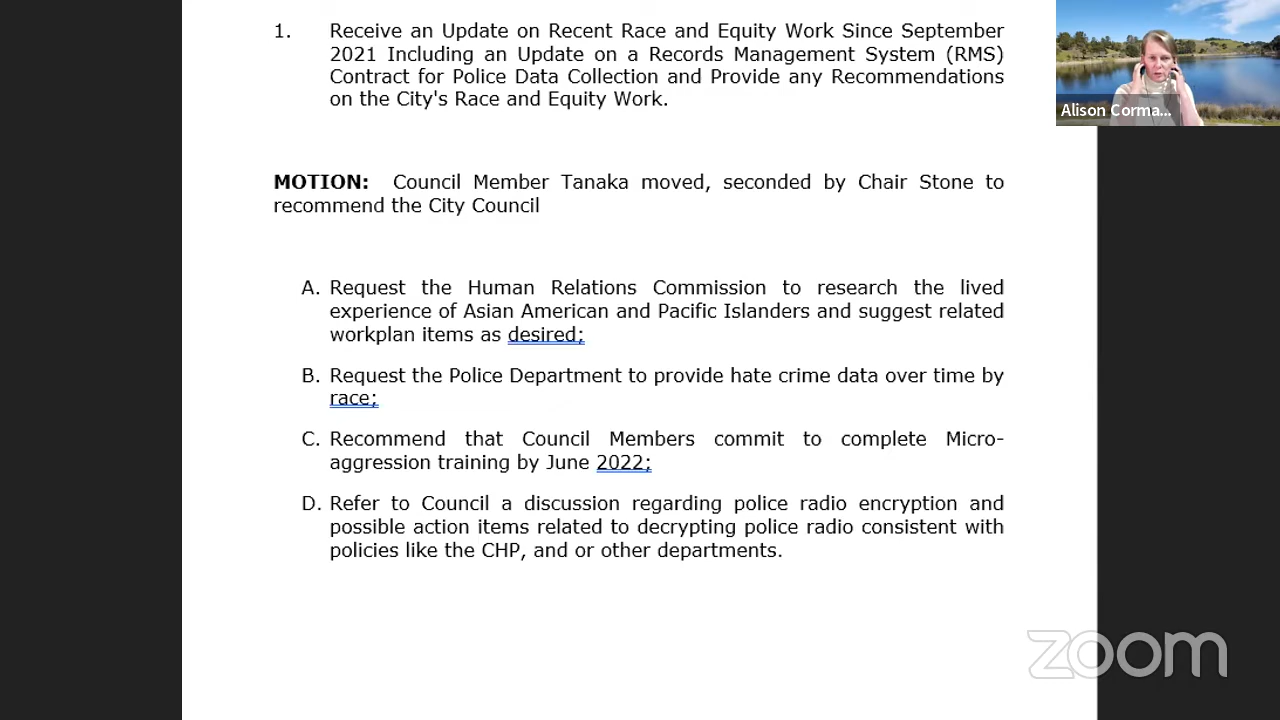 1. Receive an Update on Recent Race and Equity Work Since September
2021 Including an Update on a Records Management System (RMS)
Contract for Police Data Collection and Provide any Recommendations
on the City's Race and Equity Work.
Alison Corma...
MOTION: Council Member Tanaka moved, seconded by Chair Stone to
recommend the City Council
A. Request the Human Relations Commission to research the lived
experience of Asian American and Pacific Islanders and suggest related
workplan items as desired;
B. Request the Police Department to provide hate crime data over time by
race;
C. Recommend that Council Members commit to complete Micro-
aggression training by June 2022;
D. Refer to Council a discussion regarding police radio encryption and
possible action items related to decrypting police radio consistent with
policies like the CHP, and or other departments.
zoom